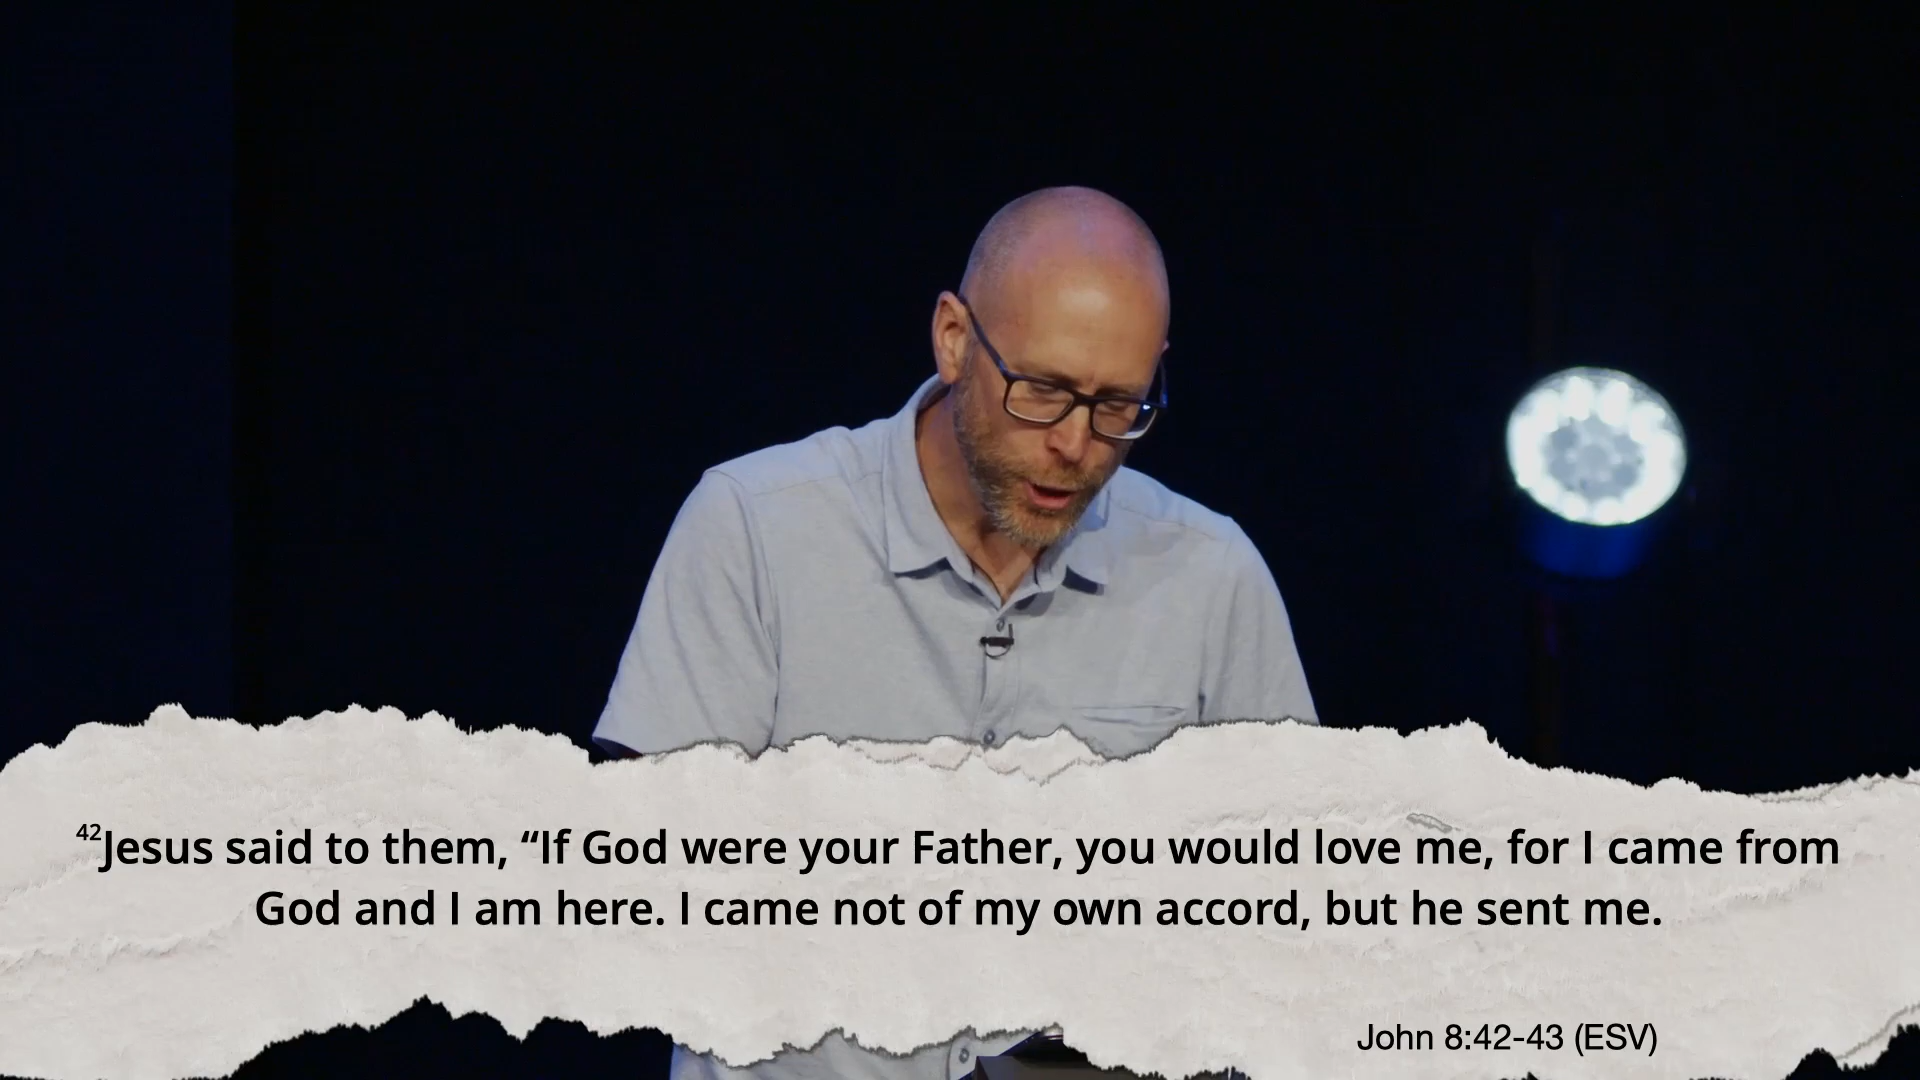 ⁴²Jesus said to them, “If God were your Father, you would love me, for I came from
God and I am here. I came not of my own accord, but he sent me.
John 8:42-43 (ESV)